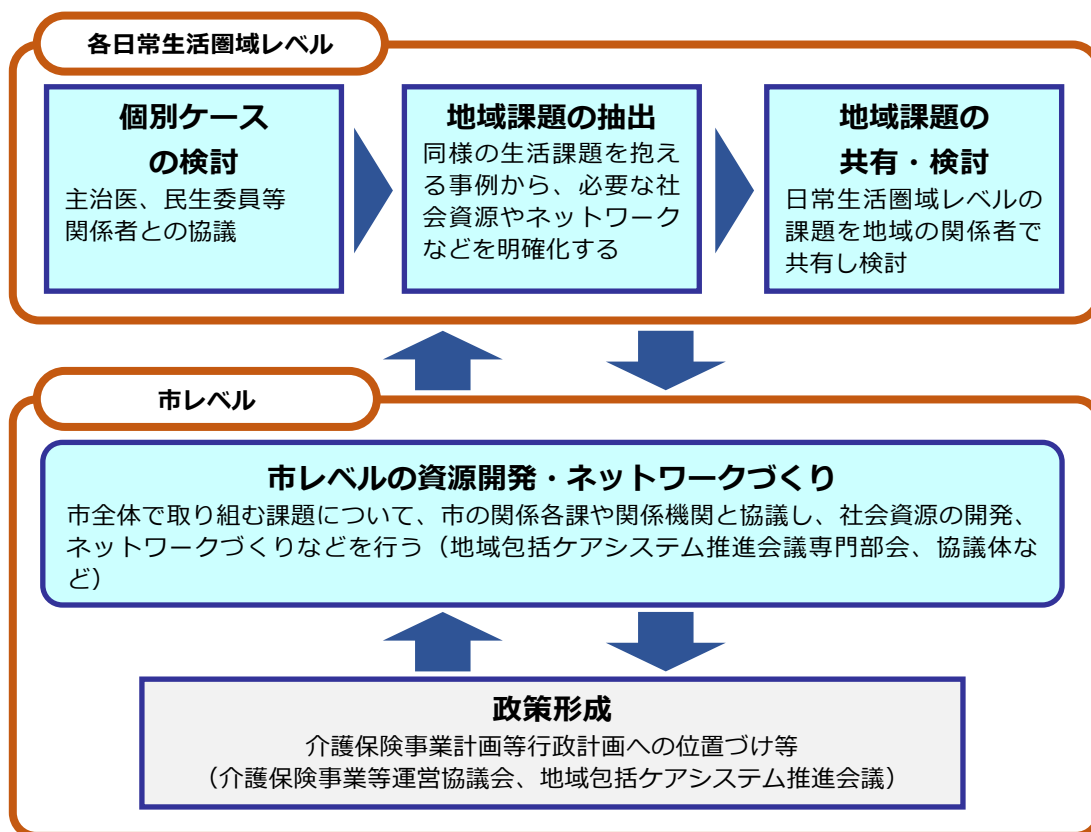 各日常生活圏域レベル
個別ケース
の検討
主治医、民生委員等
関係者との協議
地域課題の抽出
同様の生活課題を抱え
る事例から、必要な社
会資源やネットワーク
などを明確化する
地域課題の
共有・検討
日常生活圏域レベルの
課題を地域の関係者で
共有し検討
市レベル
市レベルの資源開発・ネットワークづくり
市全体で取り組む課題について、市の関係各課や関係機関と協議し、社会資源の開発、
ネットワークづくりなどを行う（地域包括ケアシステム推進会議専門部会、協議体な
ど）
政策形成
介護保険事業計画等行政計画への位置づけ等
（介護保険事業等運営協議会、地域包括ケアシステム推進会議）